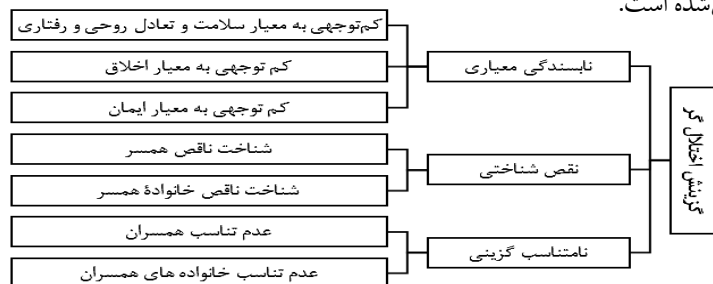 شده است.
گزینش اختلال گر
نابسندگی معیاری
کم‌توجهی به معیار سلامت و تعادل روحی و رفتاری
کم توجهی به معیار اخلاق
کم توجهی به معیار ایمان
نقص شناختی
شناخت ناقص همسر
شناخت ناقص خانوادهٔ همسر
نامتناسب گزینی
عدم تناسب همسران
عدم تناسب خانواده های همسران